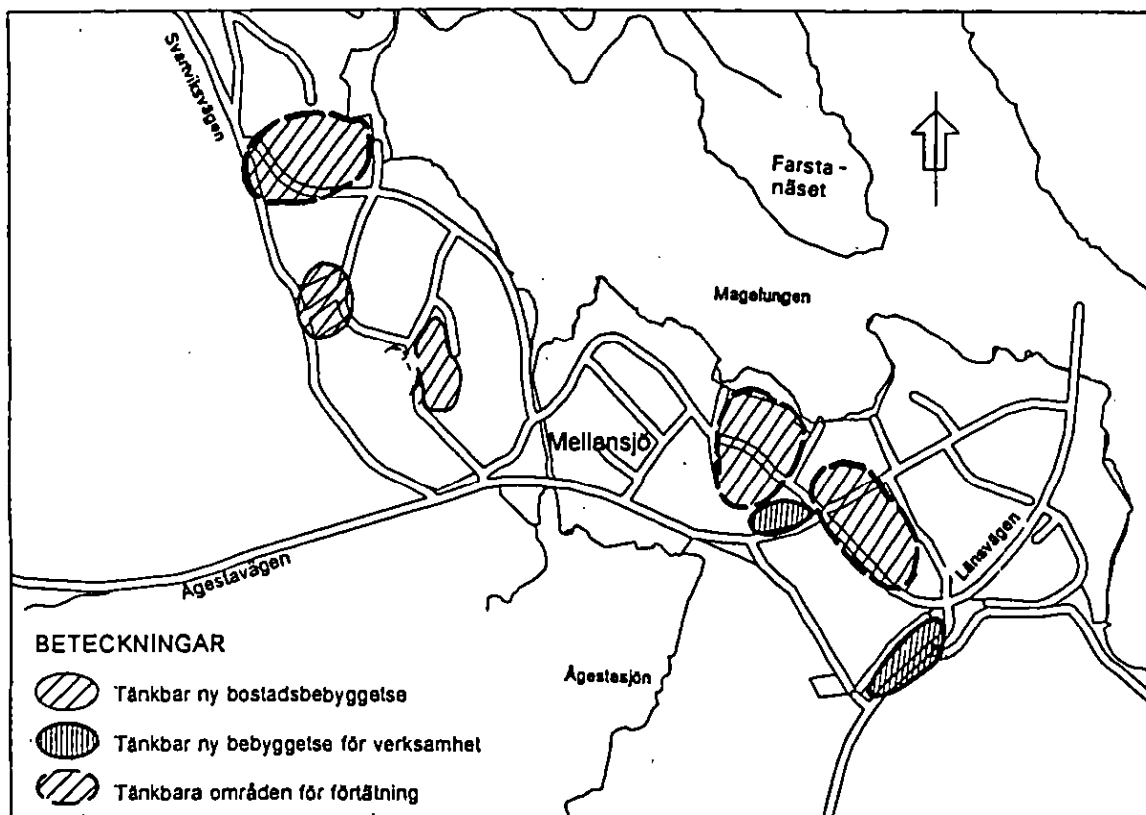 Svartviksvägen
Farsta-
näset
Magelungen
Mellansjö
Länsvägen
Ågestavägen
Ågestasjön
BETECKNINGAR
Tänkbar ny bostadsbebyggelse
Tänkbar ny bebyggelse för verksamhet
Tänkbara områden för förtätning